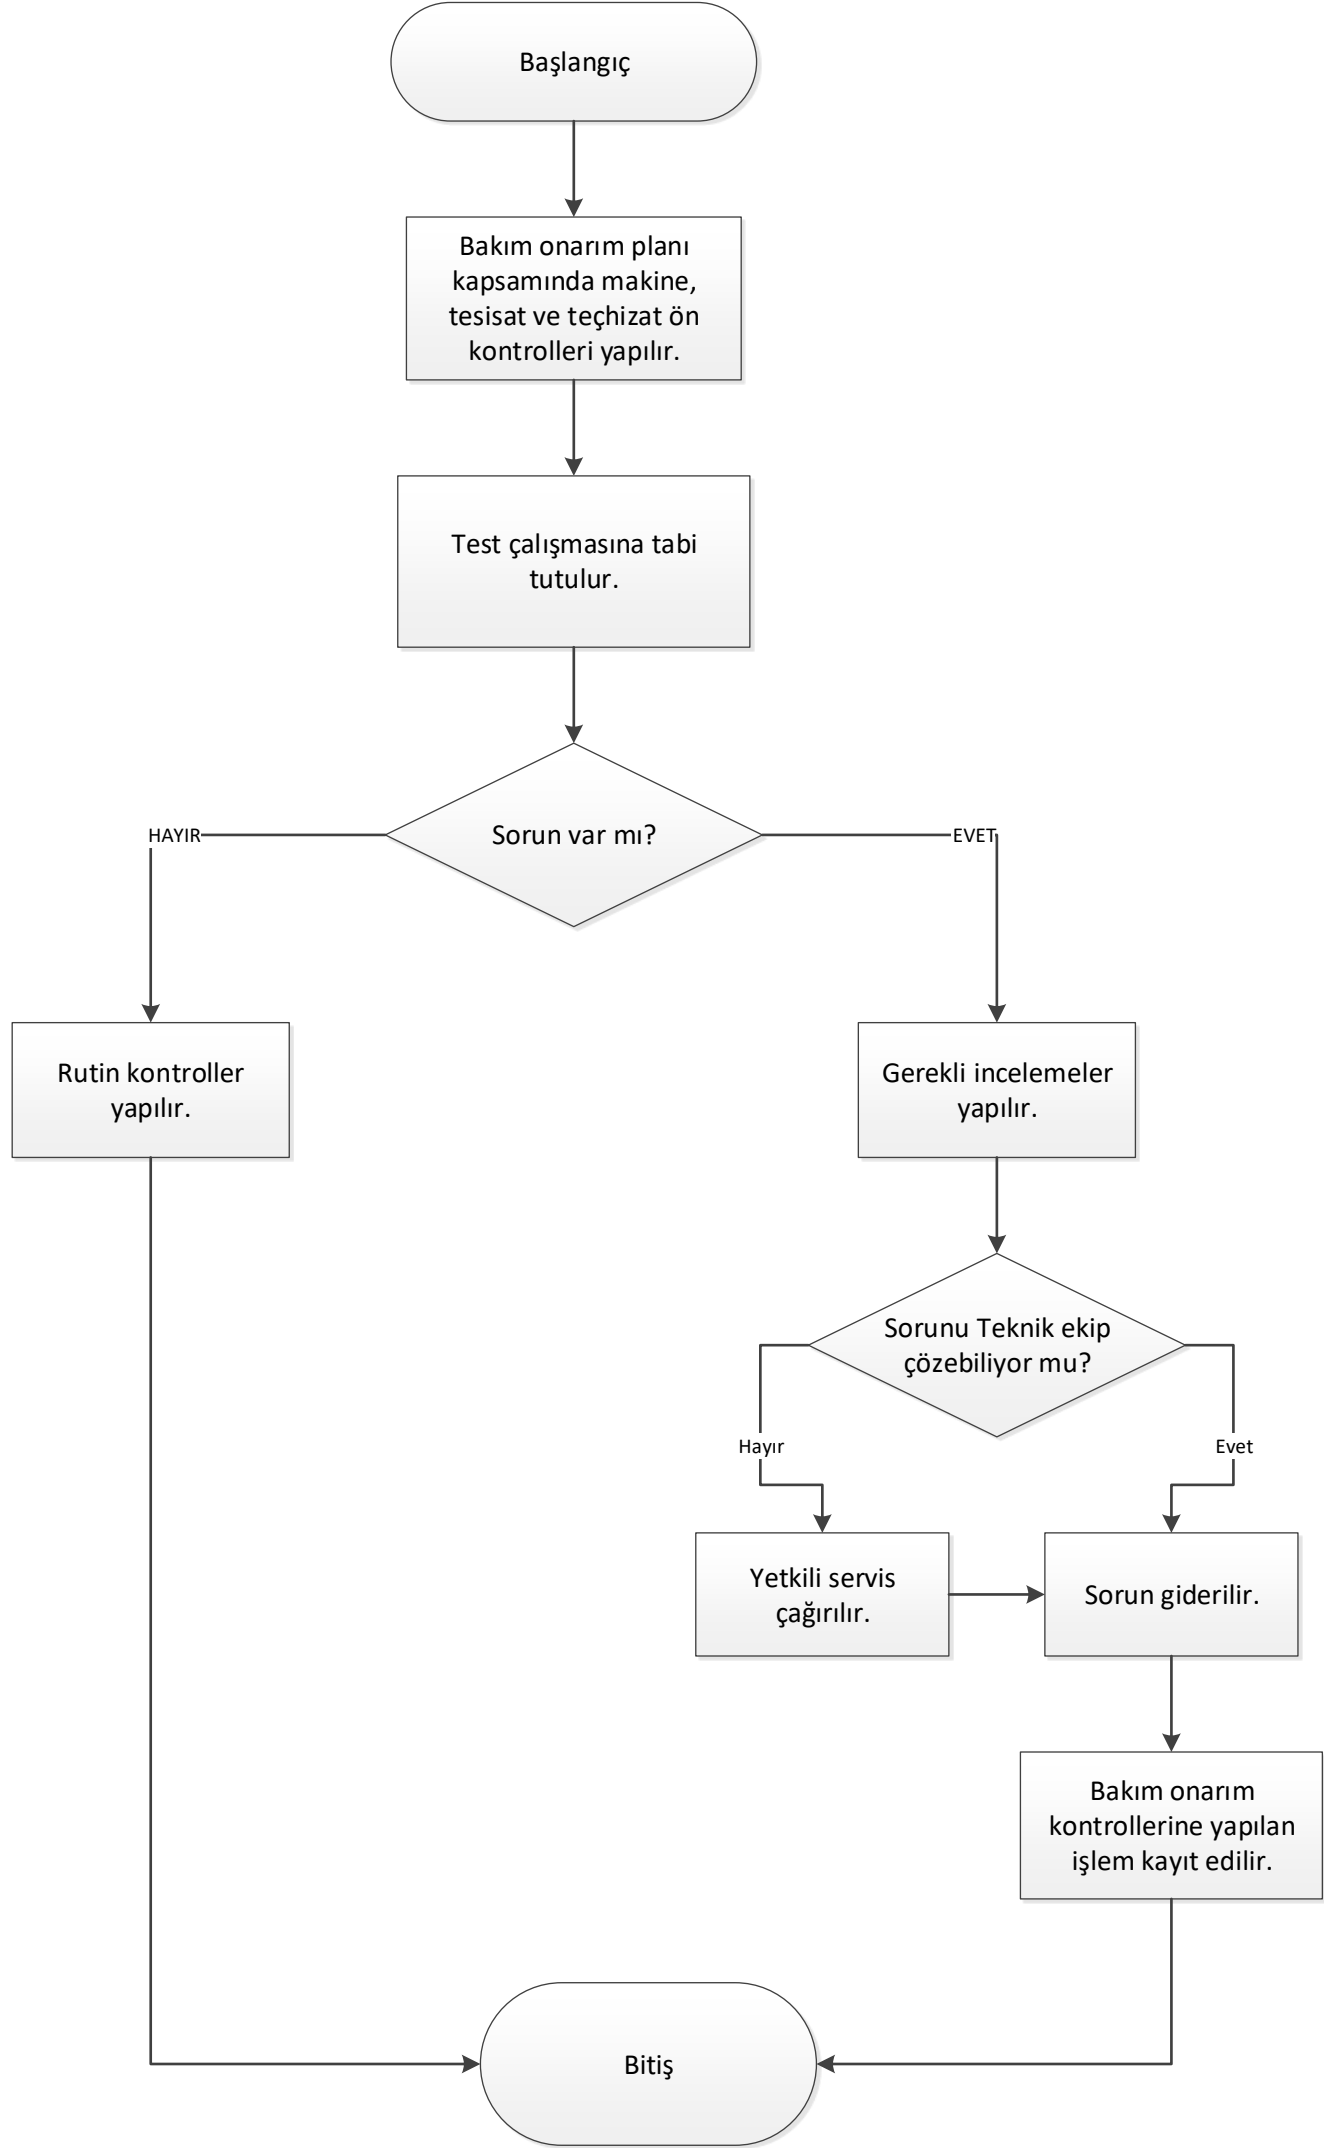 Başlangıç
Bakım onarım planı
kapsamında makine,
tesisat ve teçhizat ön
kontrolleri yapılır.
Test çalışmasına tabi
tutulur.
Sorun var mı?
HAYIR
EVET
Rutin kontroller
yapılır.
Gerekli incelemeler
yapılır.
Sorunu Teknik ekip
çözebiliyor mu?
Hayır
Evet
Yetkili servis
çağırılır.
Sorun giderilir.
Bakım onarım
kontrollerine yapılan
işlem kayıt edilir.
Bitiş